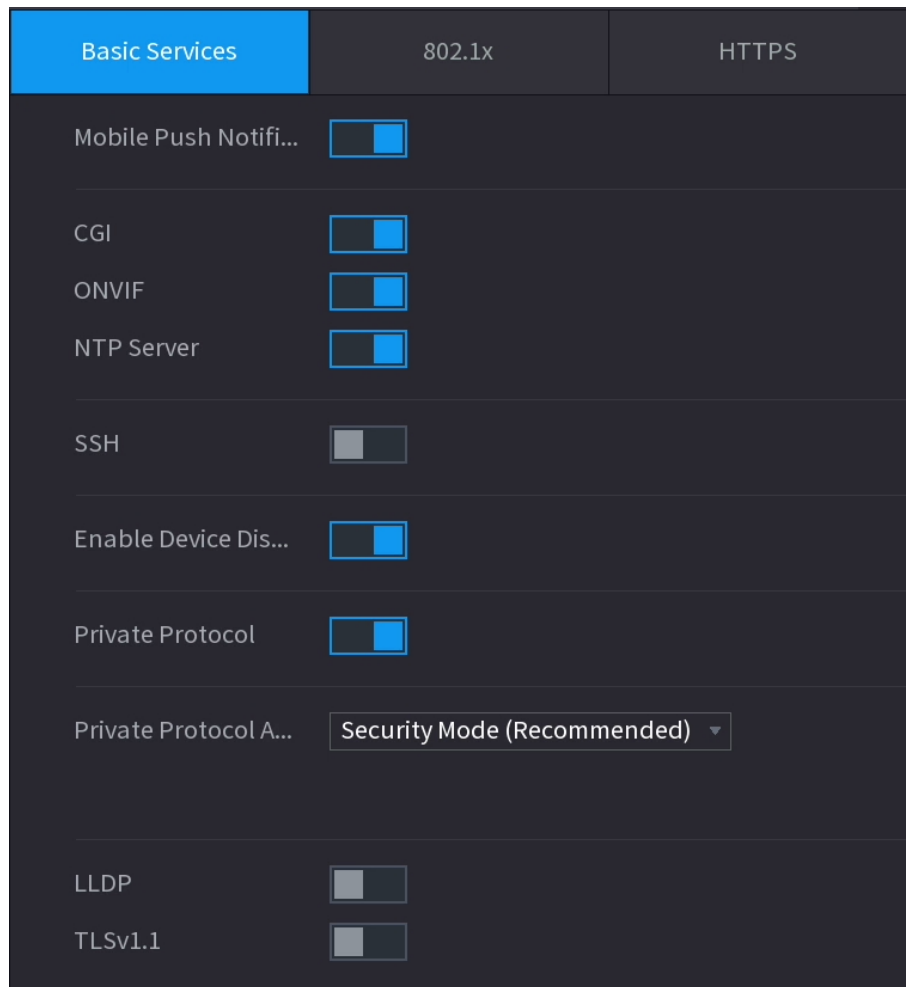 Basic Services 802.1x HTTPS
Mobile Push Notifi...
CGI
ONVIF
NTP Server
SSH
Enable Device Dis...
Private Protocol
Private Protocol A... Security Mode (Recommended)
LLDP
TLSv1.1